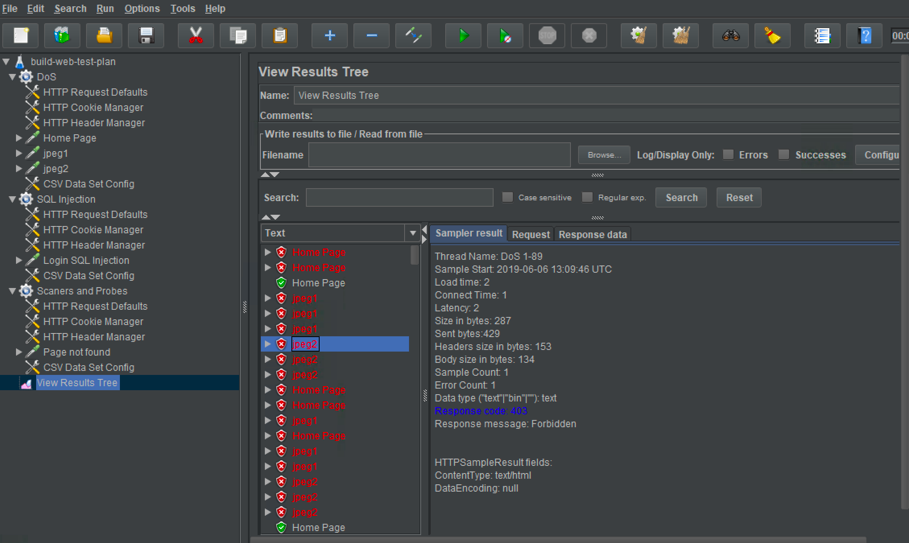 File Edit Search Run Options Tools Help
00:0
build-web-test-plan
DoS
HTTP Request Defaults
HTTP Cookie Manager
HTTP Header Manager
Home Page
jpeg1
jpeg2
CSV Data Set Config
SQL Injection
HTTP Request Defaults
HTTP Cookie Manager
HTTP Header Manager
Login SQL Injection
CSV Data Set Config
Scaners and Probes
HTTP Request Defaults
HTTP Cookie Manager
HTTP Header Manager
Page not found
CSV Data Set Config
View Results Tree
View Results Tree
Name: View Results Tree
Comments:
Write results to file / Read from file
Filename Browse... Log/Display Only: Errors Successes Configu
Search: Case sensitive Regular exp. Search Reset
Text
Home Page
Home Page
Home Page
jpeg1
jpeg1
jpeg1
jpeg2
jpeg2
jpeg2
Home Page
Home Page
jpeg1
Home Page
jpeg1
jpeg1
jpeg2
jpeg2
jpeg2
Home Page
Sampler result Request Response data
Thread Name: DoS 1-89
Sample Start: 2019-06-06 13:09:46 UTC
Load time: 2
Connect Time: 1
Latency: 2
Size in bytes: 287
Sent bytes:429
Headers size in bytes: 153
Body size in bytes: 134
Sample Count: 1
Error Count: 1
Data type ("text"|"bin"|""): text
Response code: 403
Response message: Forbidden
HTTPSampleResult fields:
ContentType: text/html
DataEncoding: null